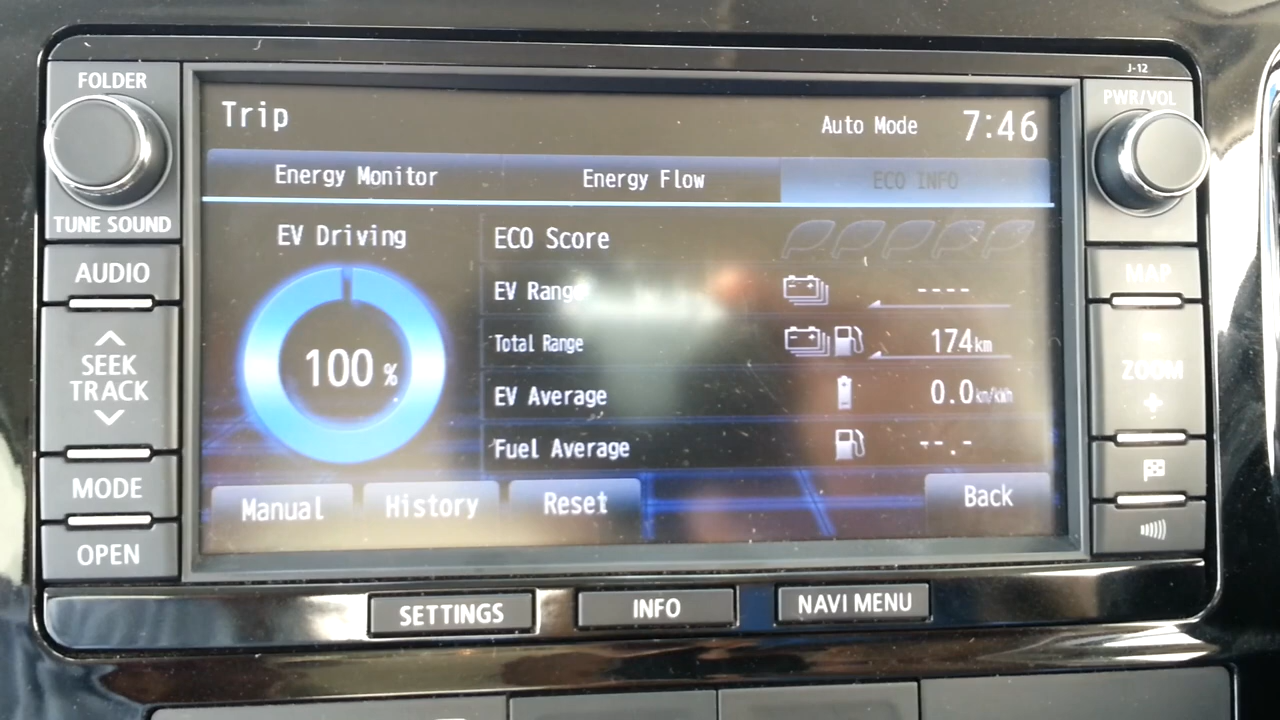 J-12
FOLDER
TUNE SOUND
AUDIO
SEEK
TRACK
MODE
OPEN
PWR/VOL
MAP
ZOOM
Trip
Auto Mode 7:46
Energy Monitor Energy Flow ECO INFO
EV Driving
100 %
ECO Score
EV Range ----
Total Range 174km
EV Average 0.0km/kWh
Fuel Average --.-
Manual History Reset Back
SETTINGS INFO NAVI MENU